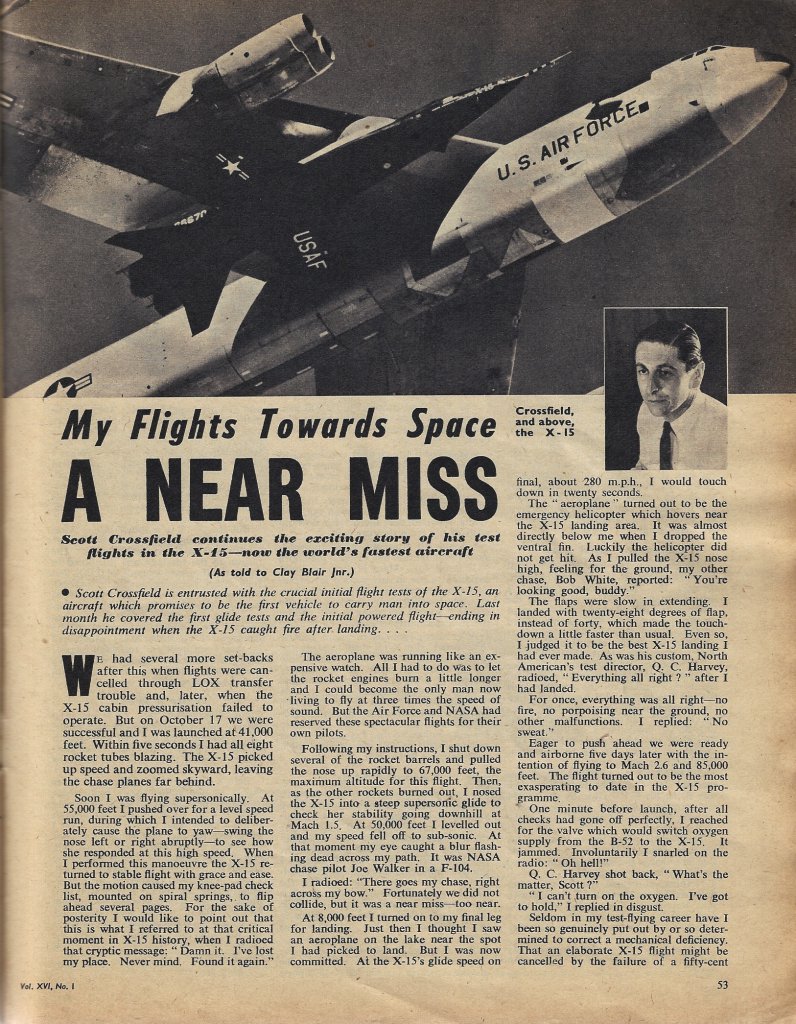 U.S. AIR FORCE
X-15
66670
USAF
Crossfield,
and above,
the X-15
My Flights Towards Space
A NEAR MISS
Scott Crossfield continues the exciting story of his test
flights in the X-15—now the world's fastest aircraft
(As told to Clay Blair Jnr.)
● Scott Crossfield is entrusted with the crucial initial flight tests of the X-15, an
aircraft which promises to be the first vehicle to carry man into space. Last
month he covered the first glide tests and the initial powered flight—ending in
disappointment when the X-15 caught fire after landing. . . .
WE had several more set-backs
after this when flights were can-
celled through LOX transfer
trouble and, later, when the
X-15 cabin pressurisation failed to
operate. But on October 17 we were
successful and I was launched at 41,000
feet. Within five seconds I had all eight
rocket tubes blazing. The X-15 picked
up speed and zoomed skyward, leaving
the chase planes far behind.
Soon I was flying supersonically. At
55,000 feet I pushed over for a level speed
run, during which I intended to deliber-
ately cause the plane to yaw—swing the
nose left or right abruptly—to see how
she responded at this high speed. When
I performed this manoeuvre the X-15 re-
turned to stable flight with grace and ease.
But the motion caused my knee-pad check
list, mounted on spiral springs, to flip
ahead several pages. For the sake of
posterity I would like to point out that
this is what I referred to at that critical
moment in X-15 history, when I radioed
that cryptic message: "Damn it. I've lost
my place. Never mind. Found it again."
The aeroplane was running like an ex-
pensive watch. All I had to do was to let
the rocket engines burn a little longer
and I could become the only man now
living to fly at three times the speed of
sound. But the Air Force and NASA had
reserved these spectacular flights for their
own pilots.
Following my instructions, I shut down
several of the rocket barrels and pulled
the nose up rapidly to 67,000 feet, the
maximum altitude for this flight. Then,
as the other rockets burned out, I nosed
the X-15 into a steep supersonic glide to
check her stability going downhill at
Mach 1.5. At 50,000 feet I levelled out
and my speed fell off to sub-sonic. At
that moment my eye caught a blur flash-
ing dead across my path. It was NASA
chase pilot Joe Walker in a F-104.
I radioed: "There goes my chase, right
across my bow." Fortunately we did not
collide, but it was a near miss—too near.
At 8,000 feet I turned on to my final leg
for landing. Just then I thought I saw
an aeroplane on the lake near the spot
I had picked to land. But I was now
committed. At the X-15's glide speed on
final, about 280 m.p.h., I would touch
down in twenty seconds.
The "aeroplane" turned out to be the
emergency helicopter which hovers near
the X-15 landing area. It was almost
directly below me when I dropped the
ventral fin. Luckily the helicopter did
not get hit. As I pulled the X-15 nose
high, feeling for the ground, my other
chase, Bob White, reported: "You're
looking good, buddy."
The flaps were slow in extending. I
landed with twenty-eight degrees of flap,
instead of forty, which made the touch-
down a little faster than usual. Even so,
I judged it to be the best X-15 landing I
had ever made. As was his custom, North
American's test director, Q. C. Harvey,
radioed, "Everything all right ?" after I
had landed.
For once, everything was all right—no
fire, no porpoising near the ground, no
other malfunctions. I replied: "No
sweat."
Eager to push ahead we were ready
and airborne five days later with the in-
tention of flying to Mach 2.6 and 85,000
feet. The flight turned out to be the most
exasperating to date in the X-15 pro-
gramme.
One minute before launch, after all
checks had gone off perfectly, I reached
for the valve which would switch oxygen
supply from the B-52 to the X-15. It
jammed. Involuntarily I snarled on the
radio: "Oh hell!"
Q. C. Harvey shot back, "What's the
matter, Scott ?"
"I can't turn on the oxygen. I've got
to hold," I replied in disgust.
Seldom in my test-flying career have I
been so genuinely put out by or so deter-
mined to correct a mechanical deficiency.
That an elaborate X-15 flight might be
cancelled by the failure of a fifty-cent
Vol. XVI, No. 1
53